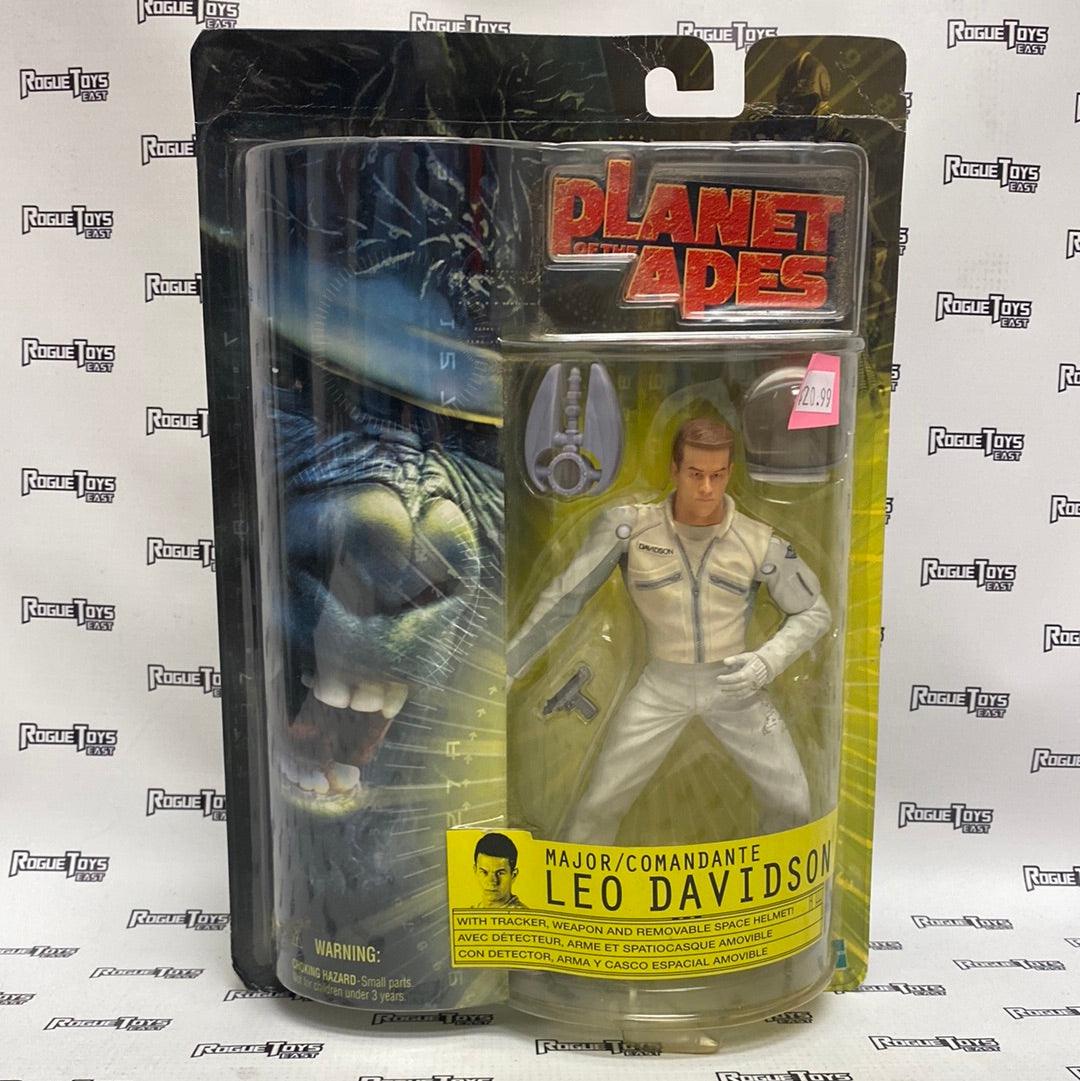 PLANET
OF THE
APES
$20.99
DAVIDSON
MAJOR/COMANDANTE
LEO DAVIDSON
WITH TRACKER, WEAPON AND REMOVABLE SPACE HELMET!
AVEC DÉTECTEUR, ARME ET SPATIOCASQUE AMOVIBLE
CON DETECTOR, ARMA Y CASCO ESPACIAL AMOVIBLE
WARNING:
CHOKING HAZARD-Small parts.
Not for children under 3 years.
ROGUE TOYS
EAST